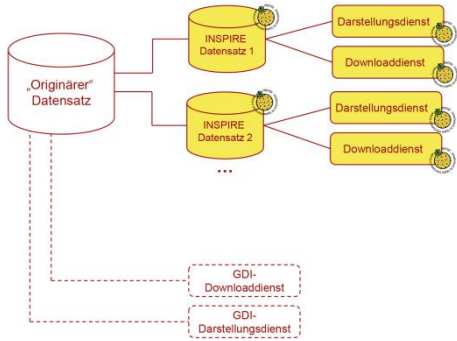 „Originärer“
Datensatz
INSPIRE
Datensatz 1
Darstellungsdienst
Downloaddienst
INSPIRE
Datensatz 2
Darstellungsdienst
Downloaddienst
...
GDI-
Downloaddienst
GDI-
Darstellungsdienst